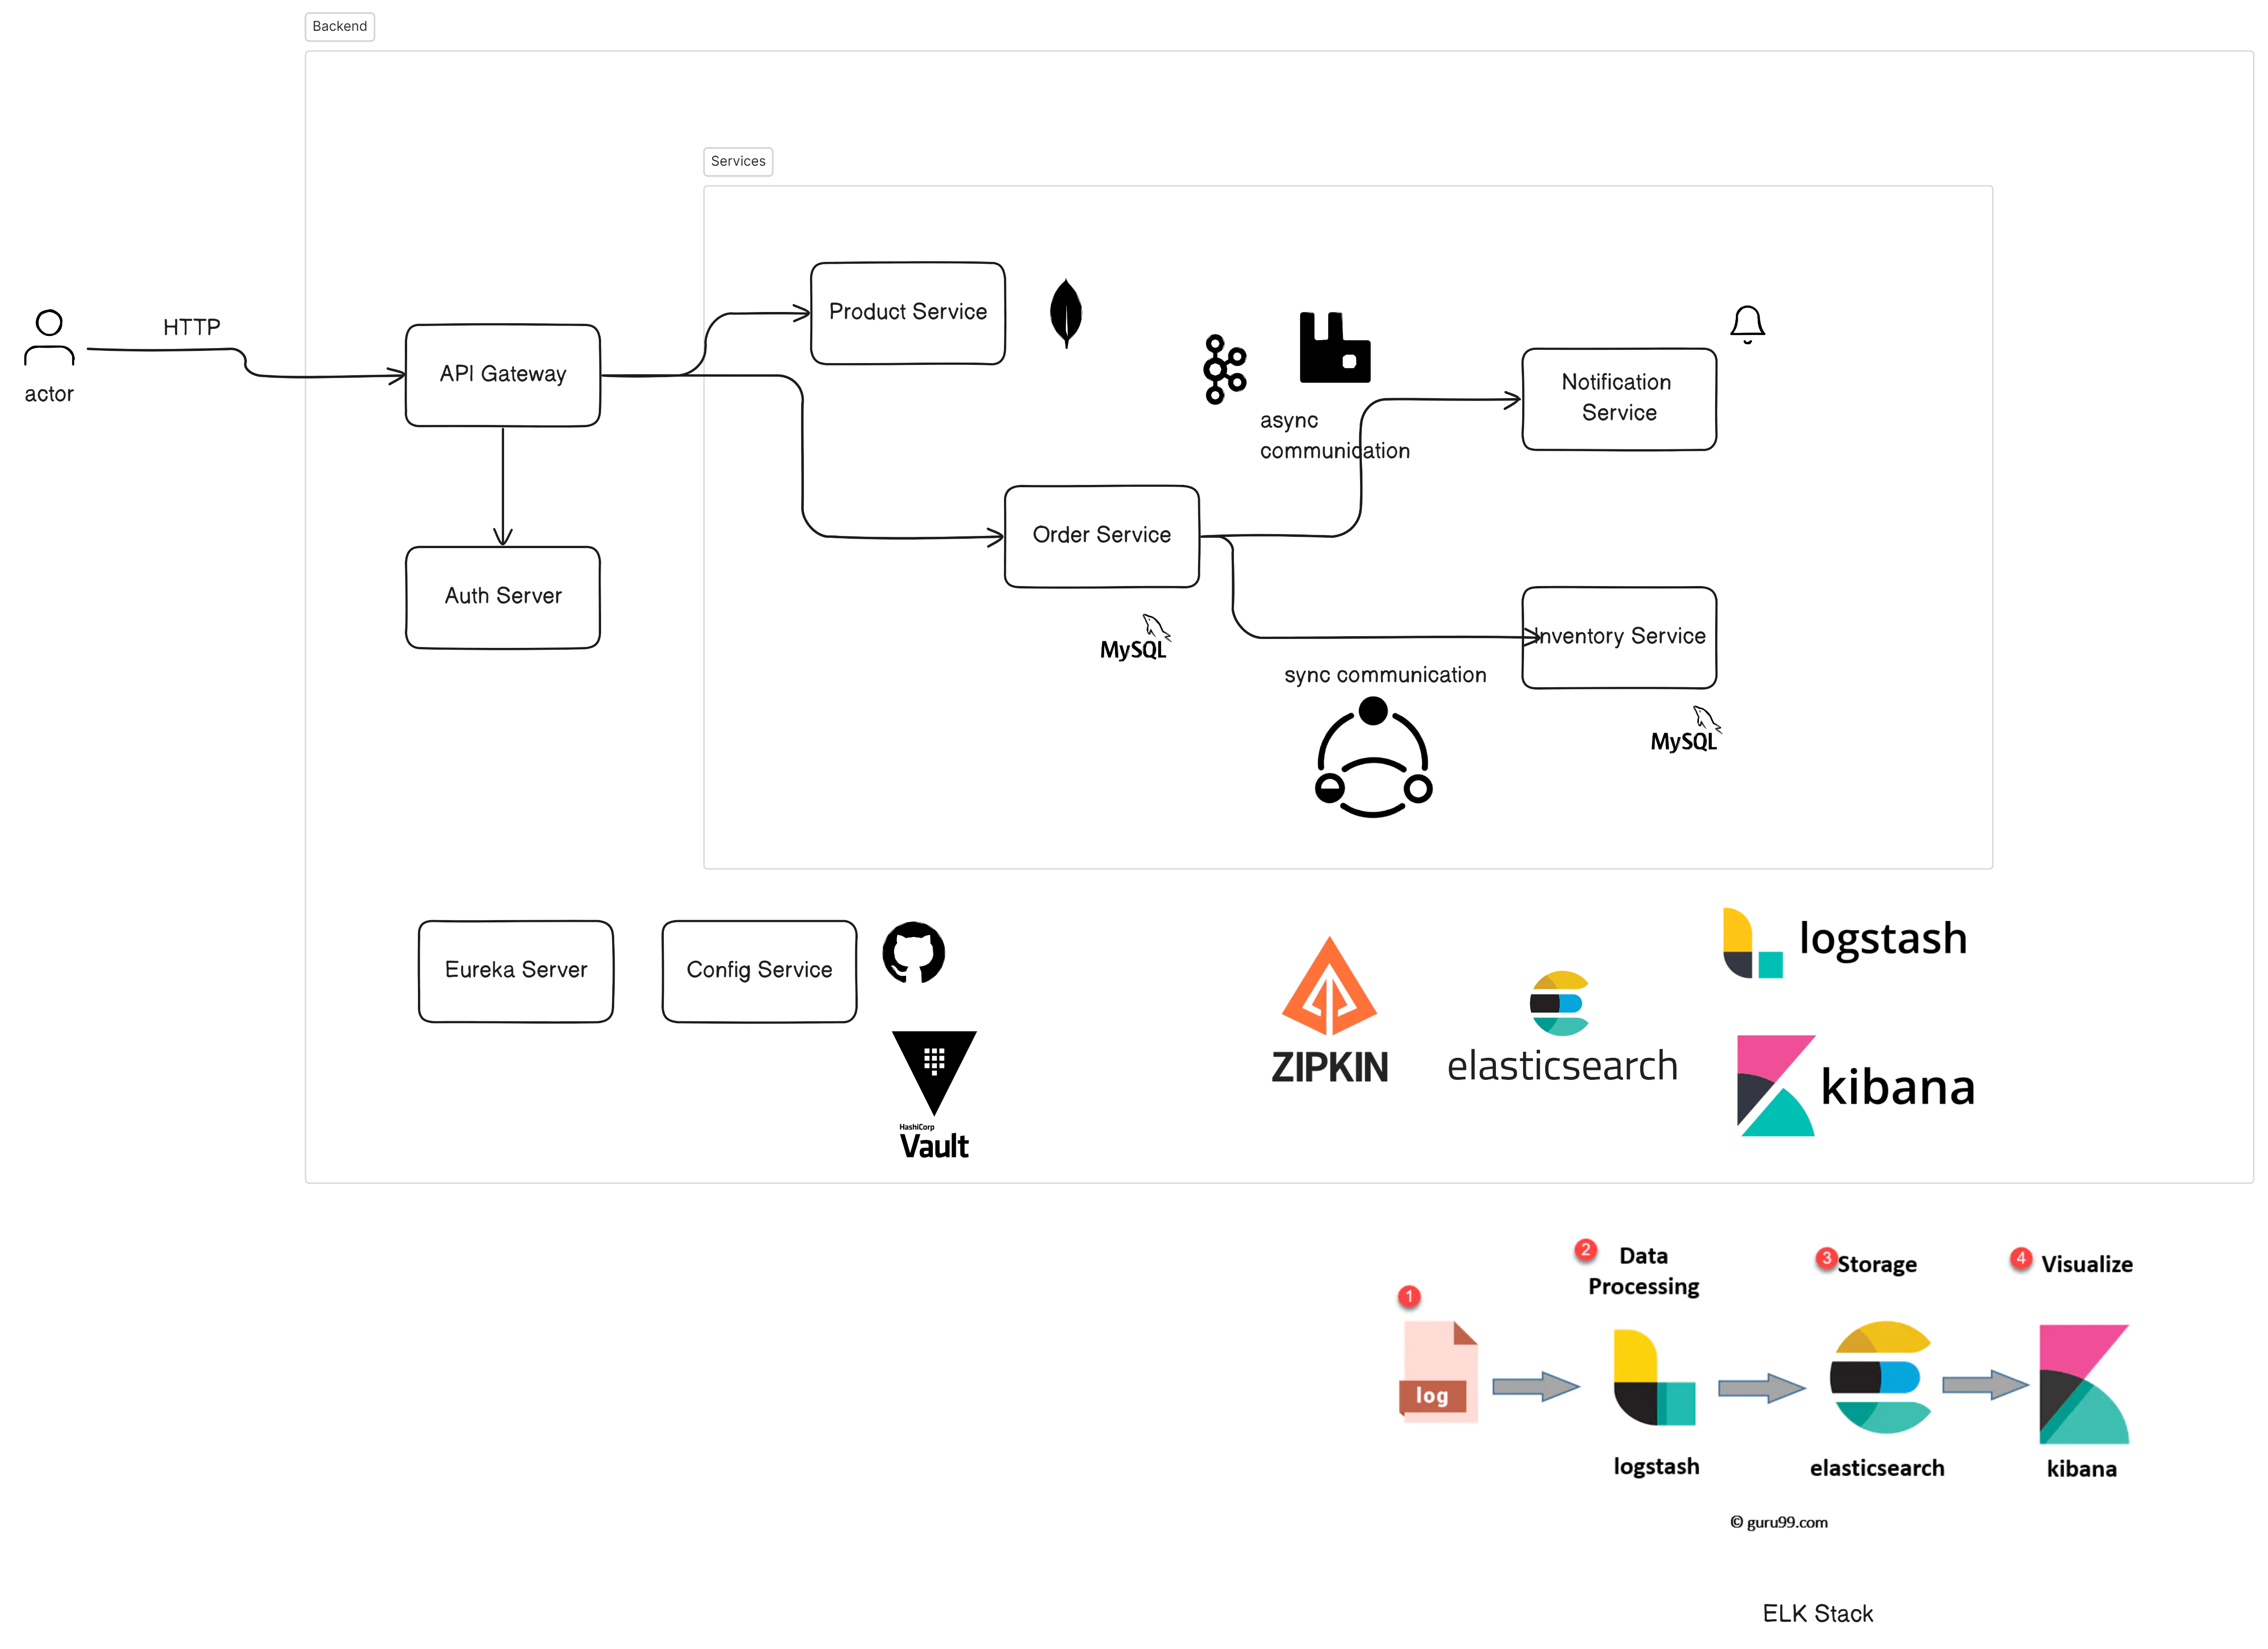 Backend
Services
Product Service
HTTP
API Gateway
actor
Notification
Service
async
communication
Order Service
Auth Server
MySQL
Inventory Service
sync communication
MySQL
Eureka Server
Config Service
logstash
ZIPKIN
elasticsearch
kibana
HashiCorp
Vault
1
log
2
Data
Processing
logstash
3
Storage
elasticsearch
4
Visualize
kibana
© guru99.com
ELK Stack